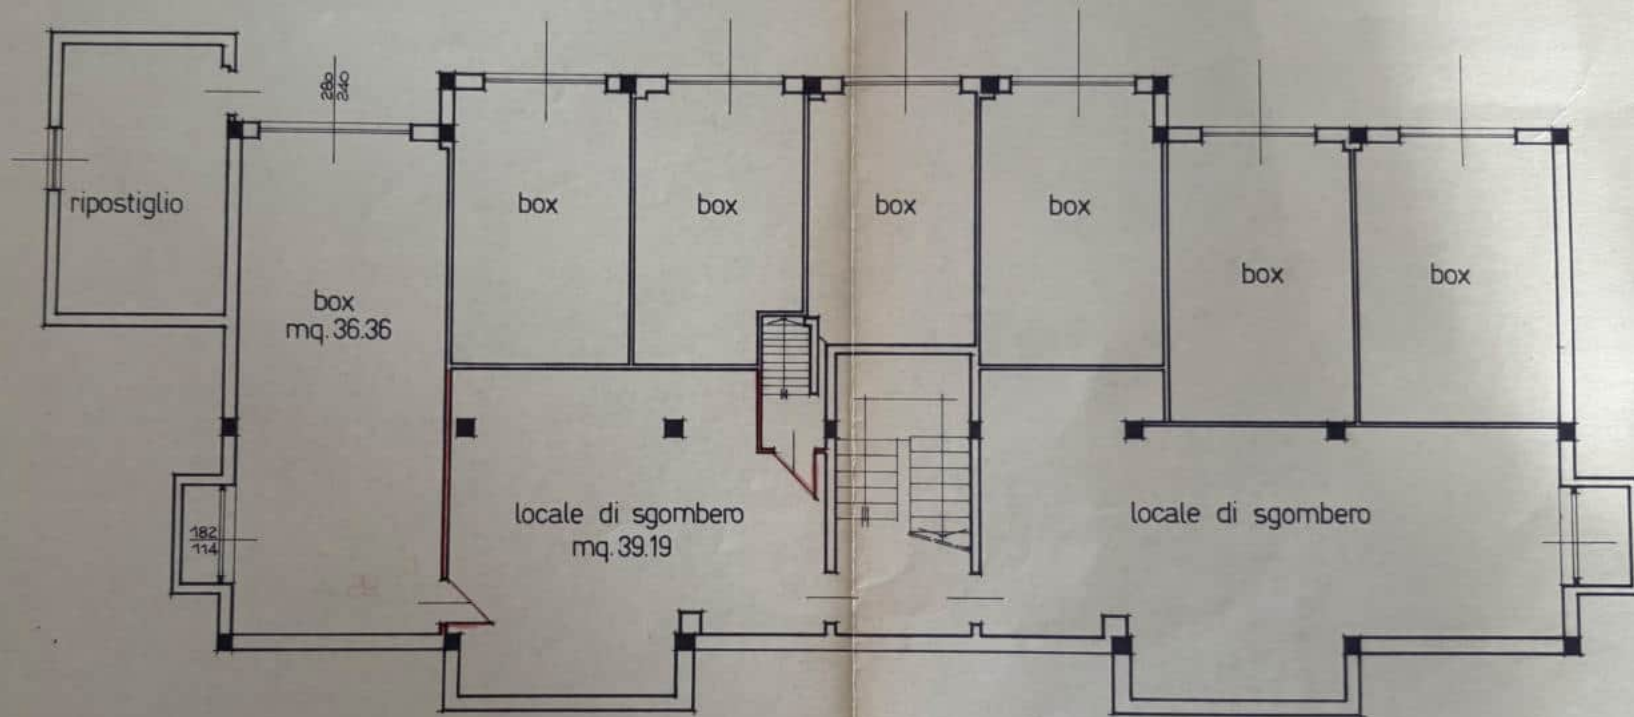 280
240
ripostiglio
box
box
box
box
box
box
box
mq. 36.36
locale di sgombero
mq. 39.19
locale di sgombero
182
114